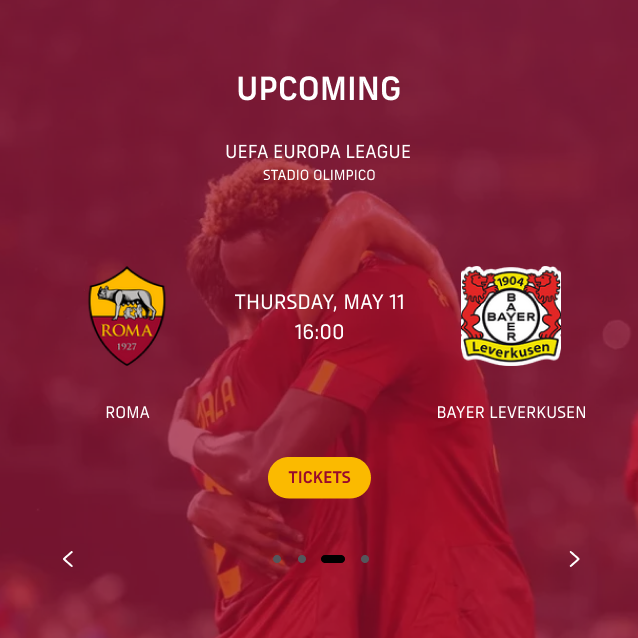 UPCOMING
UEFA EUROPA LEAGUE
STADIO OLIMPICO
THURSDAY, MAY 11
16:00
ROMA
1927
1904
BAYER
BAYER
Leverkusen
ROMA
BAYER LEVERKUSEN
TICKETS